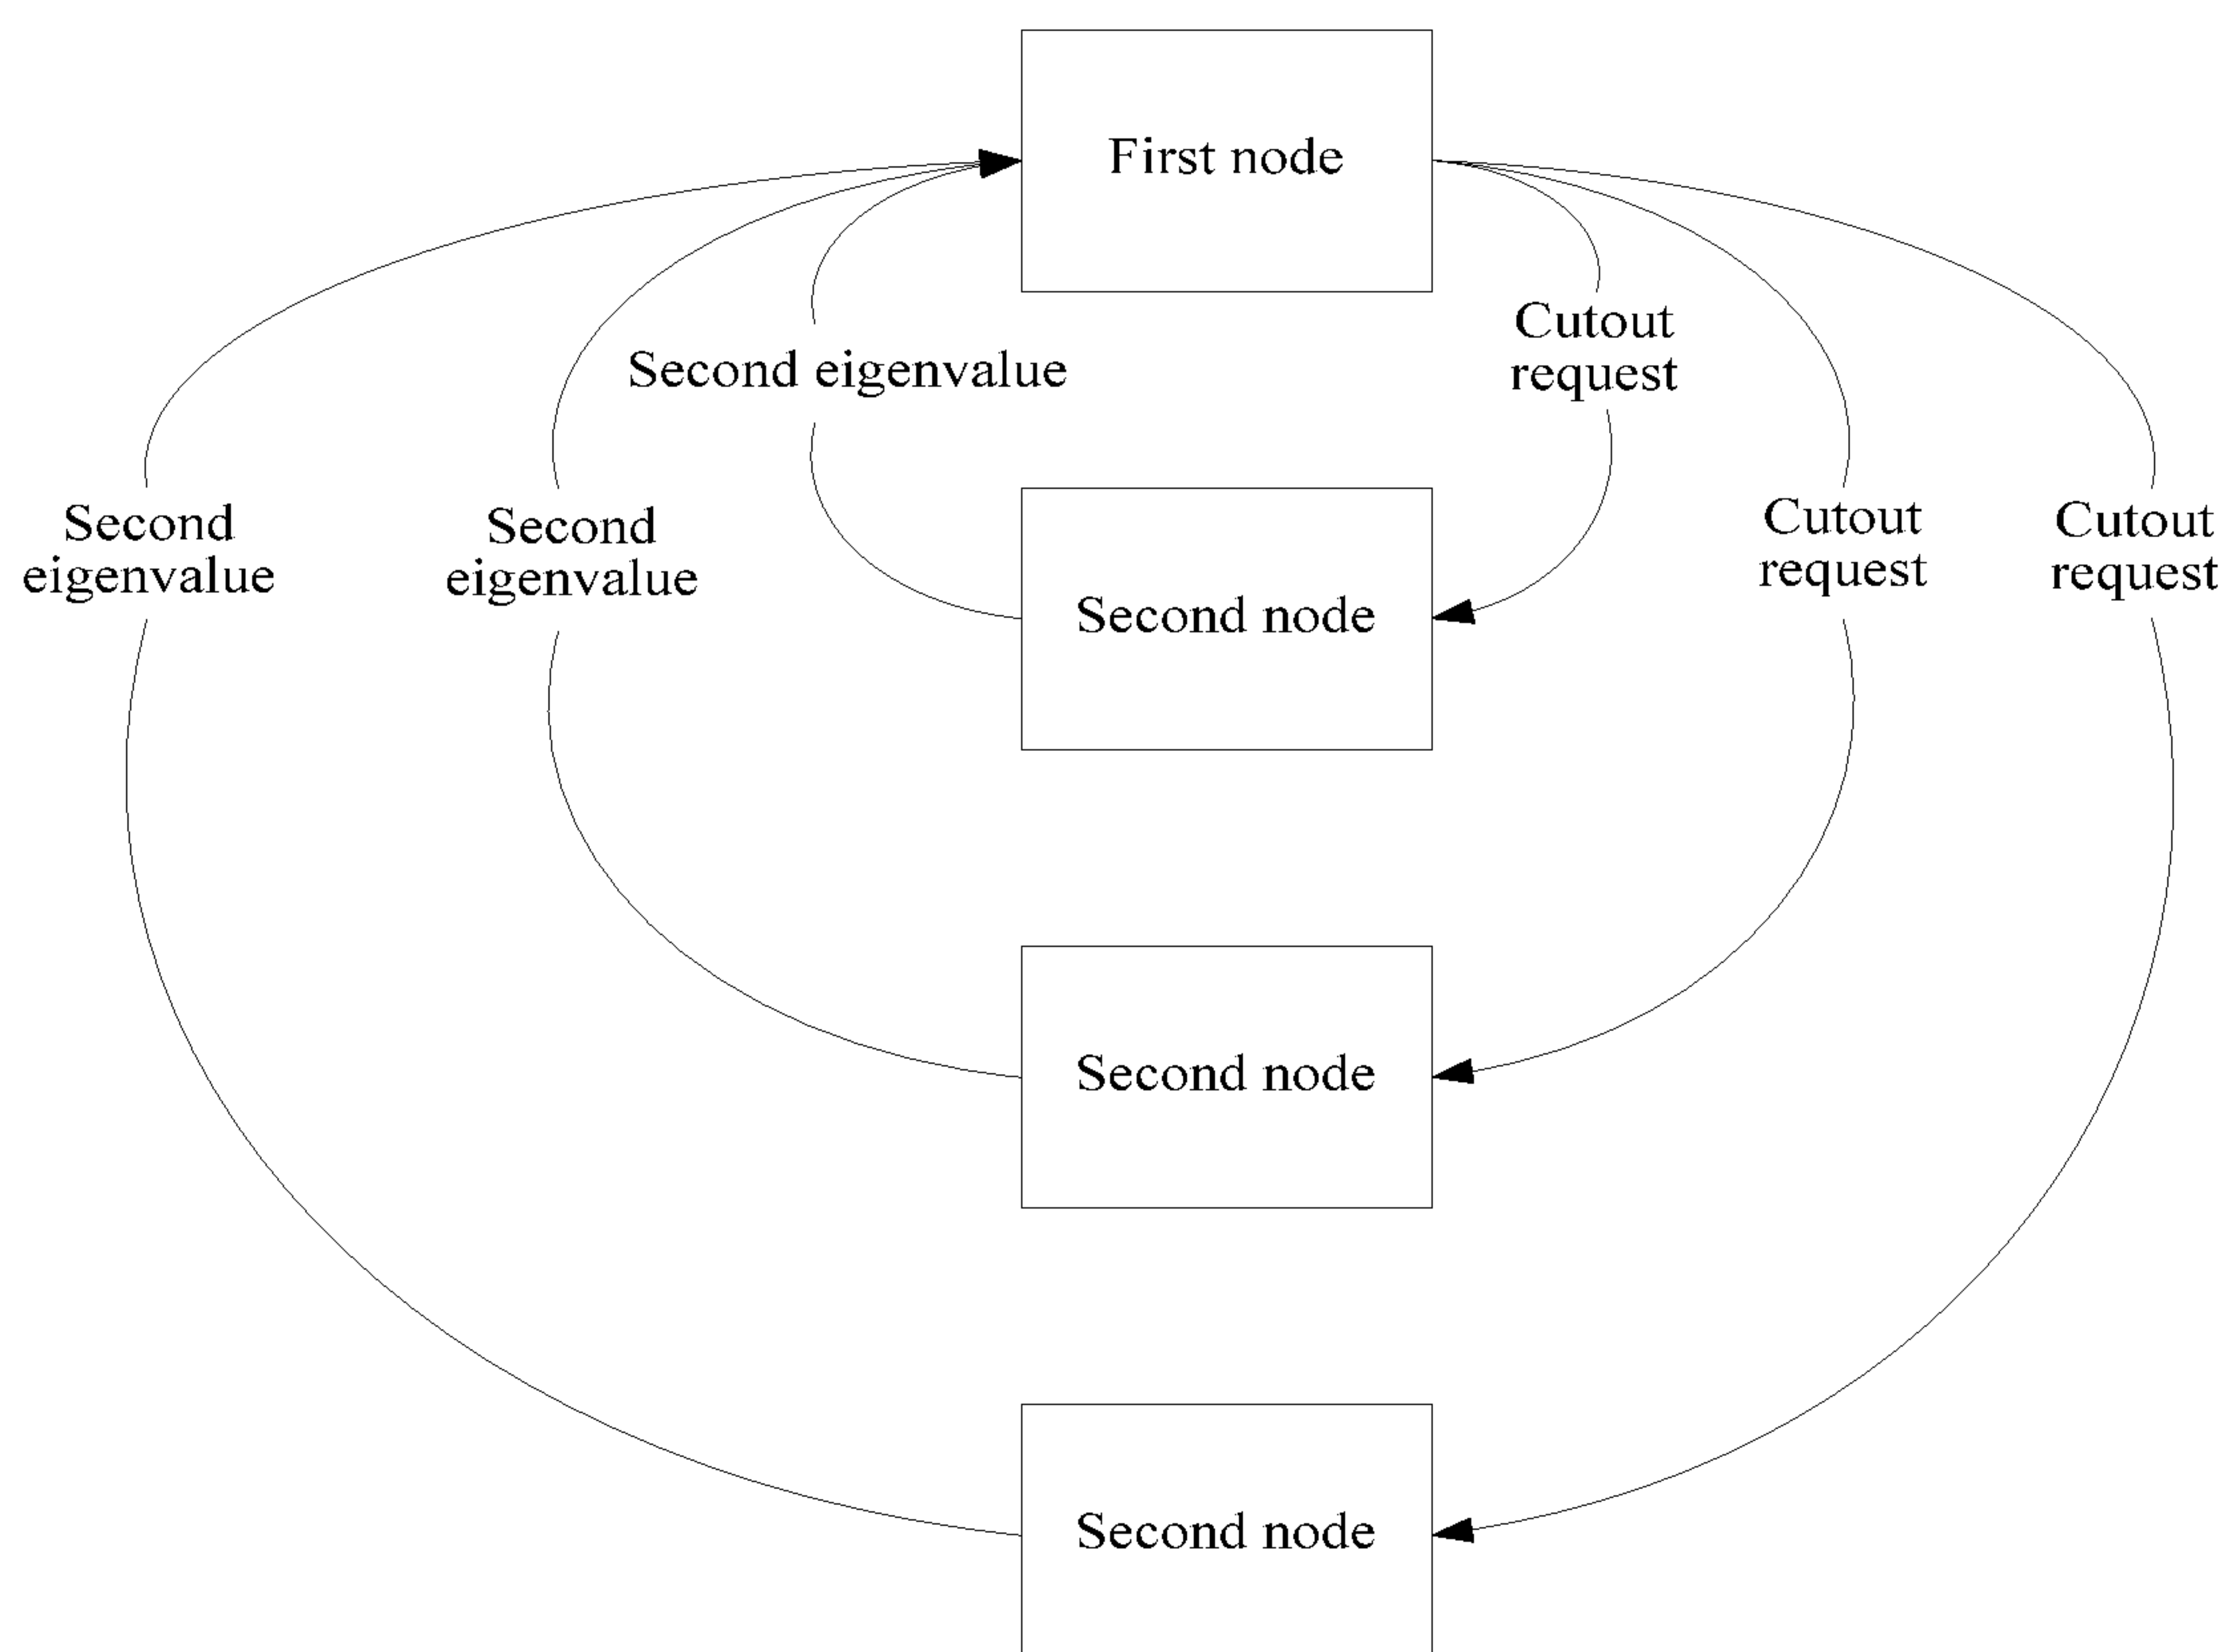 First node
Second eigenvalue
Cutout
request
Second
eigenvalue
Second
eigenvalue
Cutout
request
Cutout
request
Second node
Second node
Second node